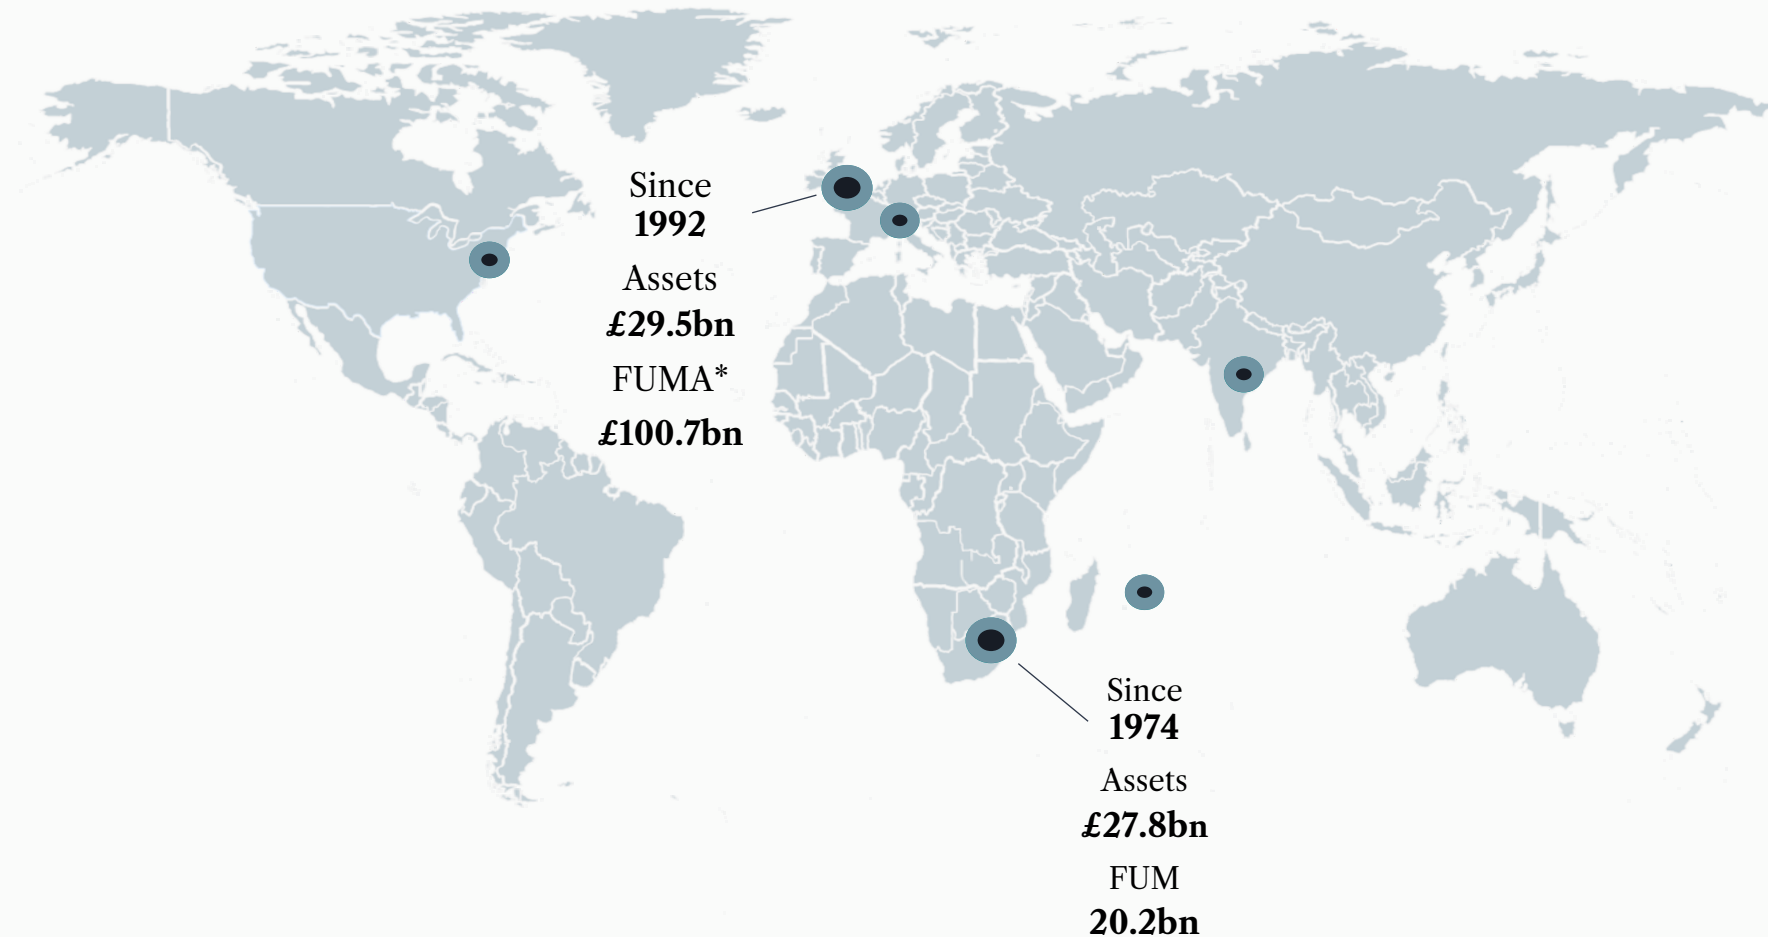 Since
1992
Assets
£29.5bn
FUMA*
£100.7bn
Since
1974
Assets
£27.8bn
FUM
20.2bn